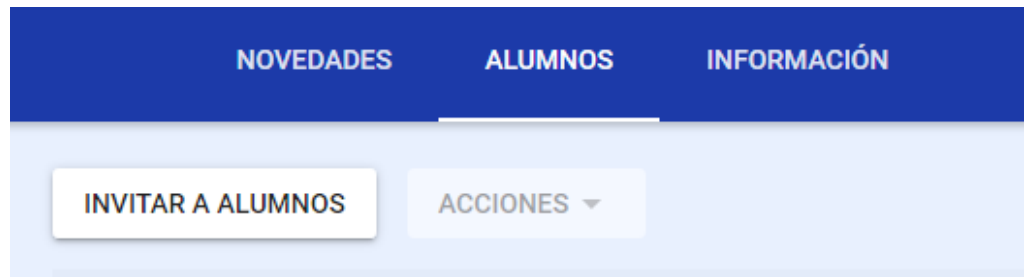 NOVEDADES ALUMNOS INFORMACIÓN
INVITAR A ALUMNOS ACCIONES